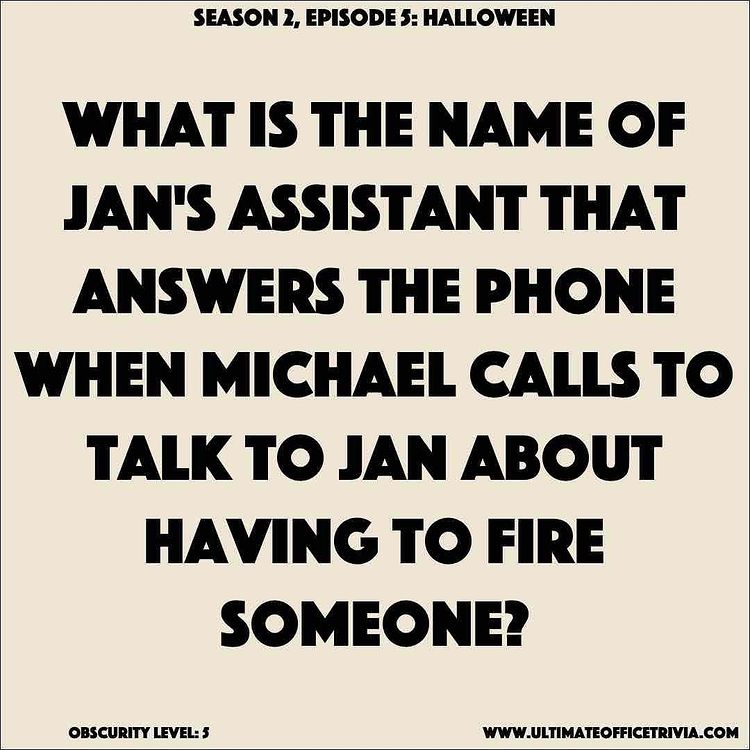 SEASON 2, EPISODE 5: HALLOWEEN
WHAT IS THE NAME OF
JAN'S ASSISTANT THAT
ANSWERS THE PHONE
WHEN MICHAEL CALLS TO
TALK TO JAN ABOUT
HAVING TO FIRE
SOMEONE?
OBSCURITY LEVEL: 5
WWW.ULTIMATEOFFICETRIVIA.COM